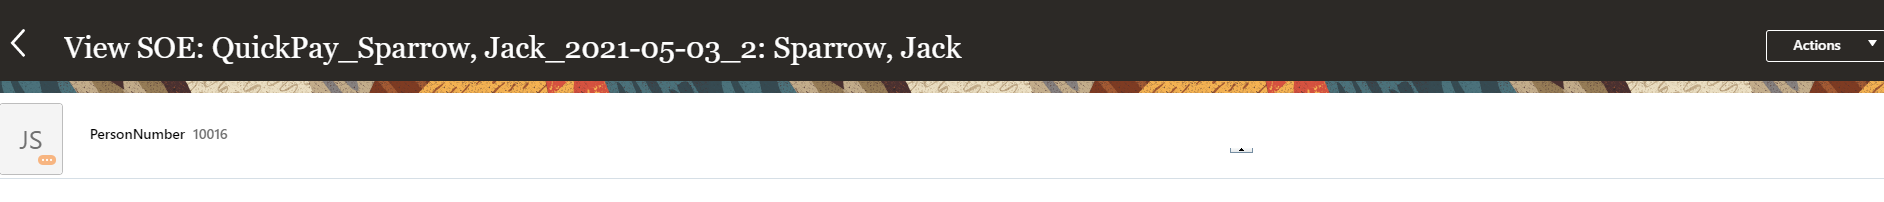 View SOE: QuickPay_Sparrow, Jack_2021-05-03_2: Sparrow, Jack
Actions
JS
PersonNumber 10016